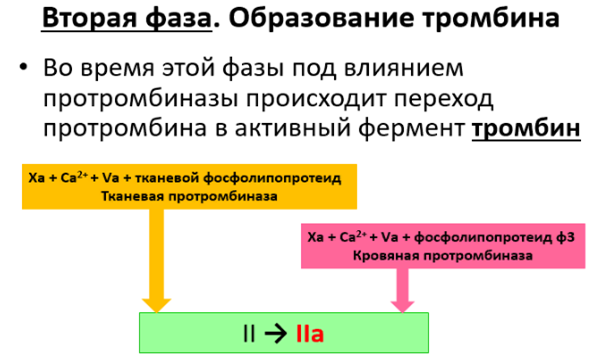 Вторая фаза. Образование тромбина
• Во время этой фазы под влиянием
протромбиназы происходит переход
протромбина в активный фермент тромбин
Xa + Ca²⁺ + Va + тканевой фосфолипопротеид
Тканевая протромбиназа
Xa + Ca²⁺ + Va + фосфолипопротеид ф3
Кровяная протромбиназа
II → IIa